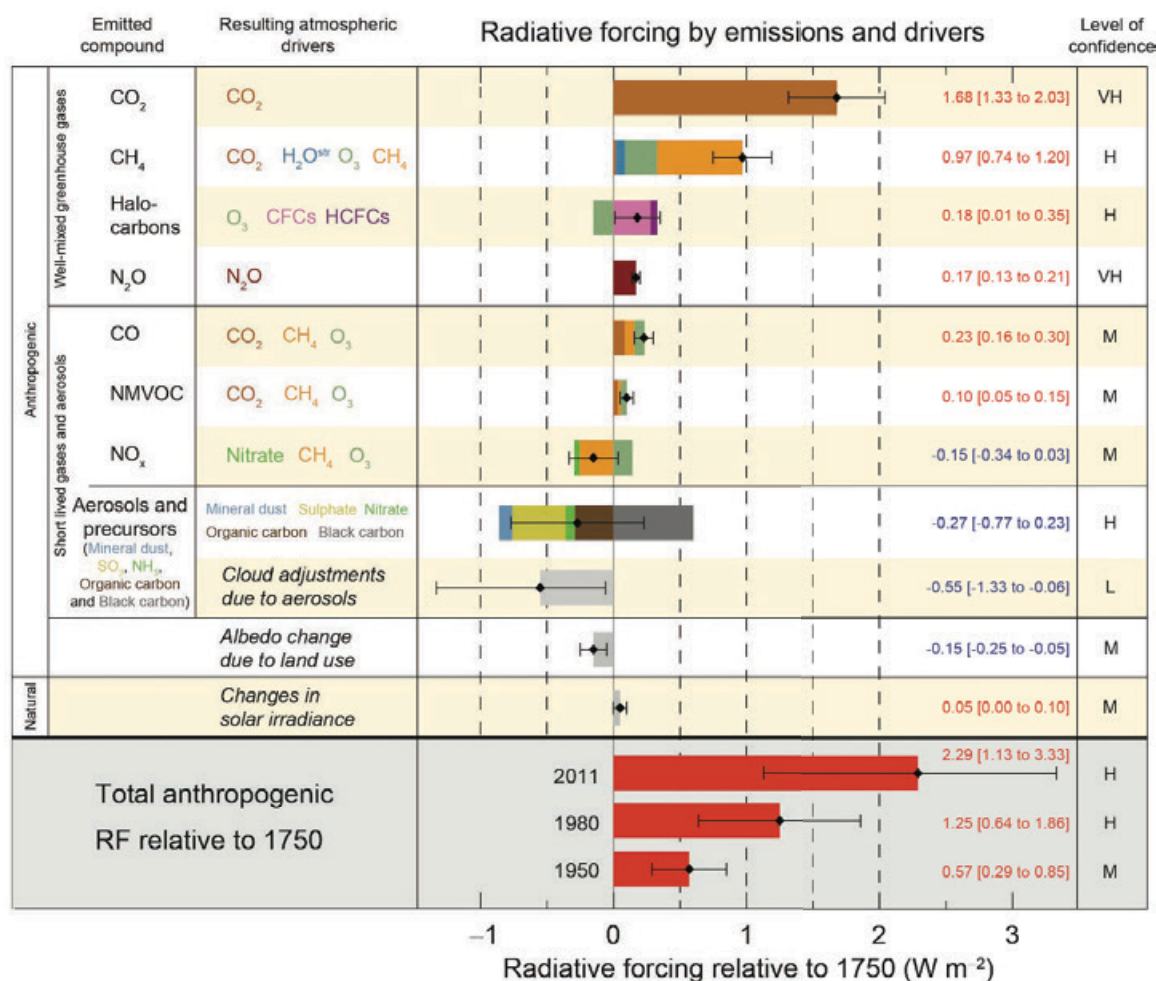 Emitted
compound
Resulting atmospheric
drivers
Radiative forcing by emissions and drivers
Level of
confidence
Anthropogenic
Well-mixed greenhouse gases
CO₂
CO₂
1.68 [1.33 to 2.03]
VH
CH₄
CO₂ H₂Oˢᵗʳ O₃ CH₄
0.97 [0.74 to 1.20]
H
Halo-
carbons
O₃ CFCs HCFCs
0.18 [0.01 to 0.35]
H
N₂O
N₂O
0.17 [0.13 to 0.21]
VH
Short lived gases and aerosols
CO
CO₂ CH₄ O₃
0.23 [0.16 to 0.30]
M
NMVOC
CO₂ CH₄ O₃
0.10 [0.05 to 0.15]
M
NOₓ
Nitrate CH₄ O₃
-0.15 [-0.34 to 0.03]
M
Aerosols and
precursors
(Mineral dust,
SO₂, NH₃,
Organic carbon
and Black carbon)
Mineral dust Sulphate Nitrate
Organic carbon Black carbon
-0.27 [-0.77 to 0.23]
H
Cloud adjustments
due to aerosols
-0.55 [-1.33 to -0.06]
L
Albedo change
due to land use
-0.15 [-0.25 to -0.05]
M
Natural
Changes in
solar irradiance
0.05 [0.00 to 0.10]
M
Total anthropogenic
RF relative to 1750
2011
2.29 [1.13 to 3.33]
H
1980
1.25 [0.64 to 1.86]
H
1950
0.57 [0.29 to 0.85]
M
−1 0 1 2 3
Radiative forcing relative to 1750 (W m⁻²)